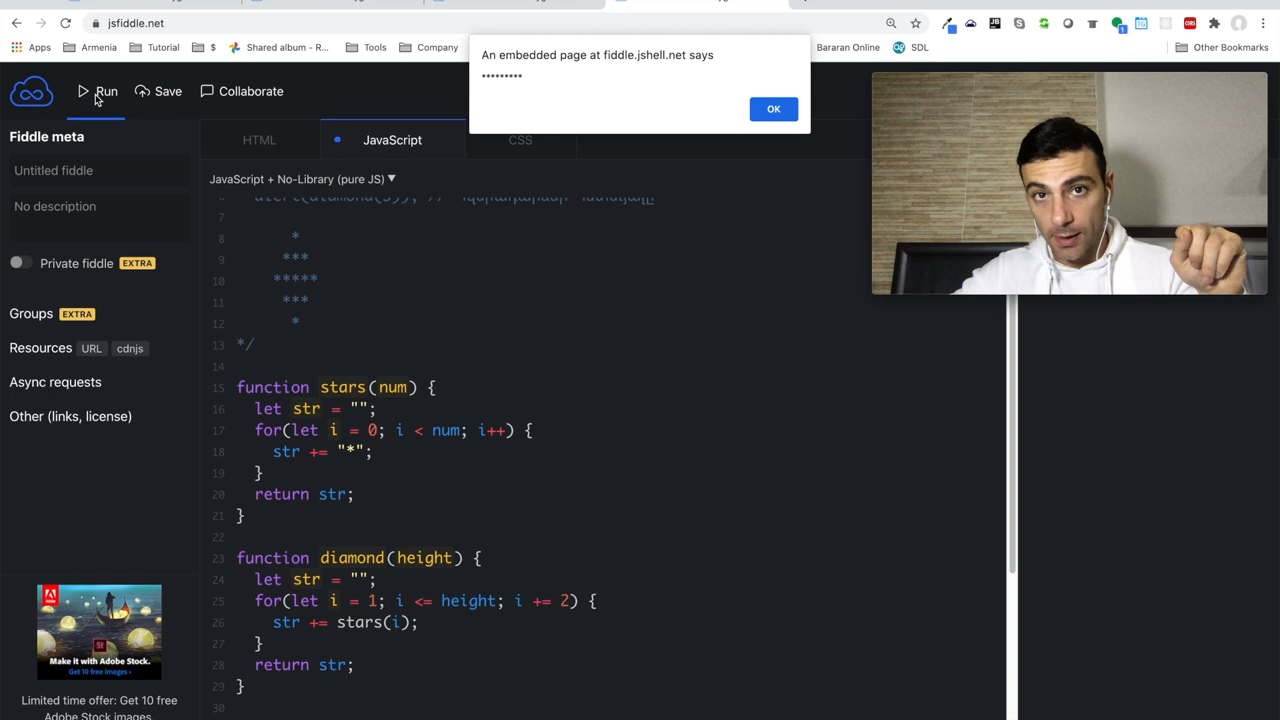 jsfiddle.net
Apps Armenia Tutorial $ Shared album - R... Tools Company Bararan Online SDL Other Bookmarks
An embedded page at fiddle.jshell.net says
*********
OK
Run Save Collaborate
Fiddle meta
Untitled fiddle
No description
Private fiddle EXTRA
Groups EXTRA
Resources URL cdnjs
Async requests
Other (links, license)
Make it with Adobe Stock.
Get 10 free images ›
Limited time offer: Get 10 free
Adobe Stock images
HTML JavaScript CSS
JavaScript + No-Library (pure JS)
7
8 *
9 ***
10 *****
11 ***
12 *
13 */
14
15 function stars(num) {
16 let str = "";
17 for(let i = 0; i < num; i++) {
18 str += "*";
19 }
20 return str;
21 }
22
23 function diamond(height) {
24 let str = "";
25 for(let i = 1; i <= height; i += 2) {
26 str += stars(i);
27 }
28 return str;
29 }
30